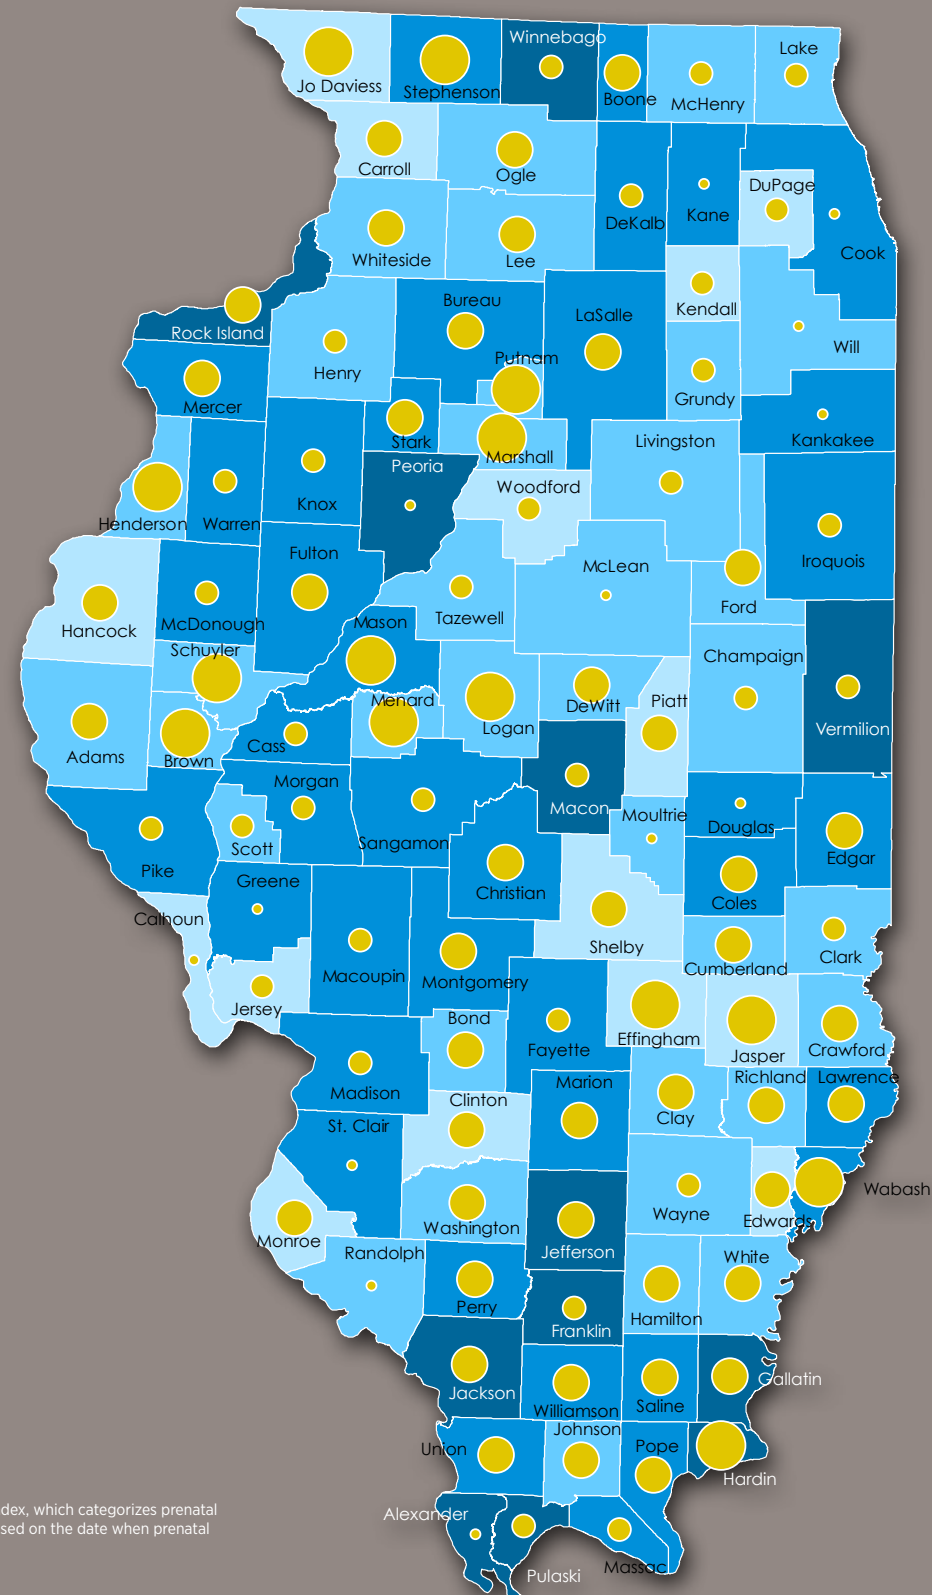 Winnebago
Lake
Jo Daviess
Stephenson
Boone
McHenry
Carroll
Ogle
DuPage
DeKalb
Kane
Cook
Whiteside
Lee
Bureau
Kendall
LaSalle
Rock Island
Will
Putnam
Henry
Grundy
Mercer
Stark
Livingston
Kankakee
Marshall
Peoria
Woodford
Knox
Henderson
Warren
Fulton
Iroquois
McLean
Ford
Tazewell
Hancock
McDonough
Mason
Schuyler
Champaign
Menard
Piatt
DeWitt
Logan
Vermilion
Cass
Adams
Brown
Morgan
Macon
Moultrie
Douglas
Scott
Sangamon
Edgar
Pike
Greene
Christian
Coles
Calhoun
Shelby
Clark
Cumberland
Macoupin
Montgomery
Jersey
Bond
Effingham
Fayette
Jasper
Crawford
Marion
Richland
Lawrence
Madison
Clinton
Clay
St. Clair
Wabash
Wayne
Edwards
Washington
Monroe
Randolph
Jefferson
White
Perry
Hamilton
Franklin
Gallatin
Jackson
Saline
Williamson
Johnson
Union
Pope
Hardin
dex, which categorizes prenatal
sed on the date when prenatal
Alexander
Massac
Pulaski